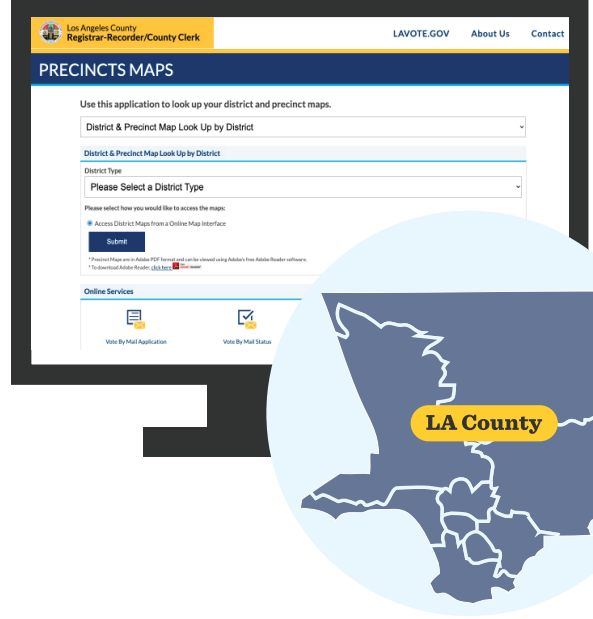 Los Angeles County
Registrar-Recorder/County Clerk
LAVOTE.GOV About Us Contact
PRECINCTS MAPS
Use this application to look up your district and precinct maps.
District & Precinct Map Look Up by District
District & Precinct Map Look Up by District
District Type
Please Select a District Type
Please select how you would like to access the maps:
Access District Maps from a Online Map Interface
Submit
* Precinct Maps are in Adobe PDF format and can be viewed using Adobe's free Adobe Reader software.
* To download Adobe Reader, click here
Online Services
Vote By Mail Application Vote By Mail Status
LA County